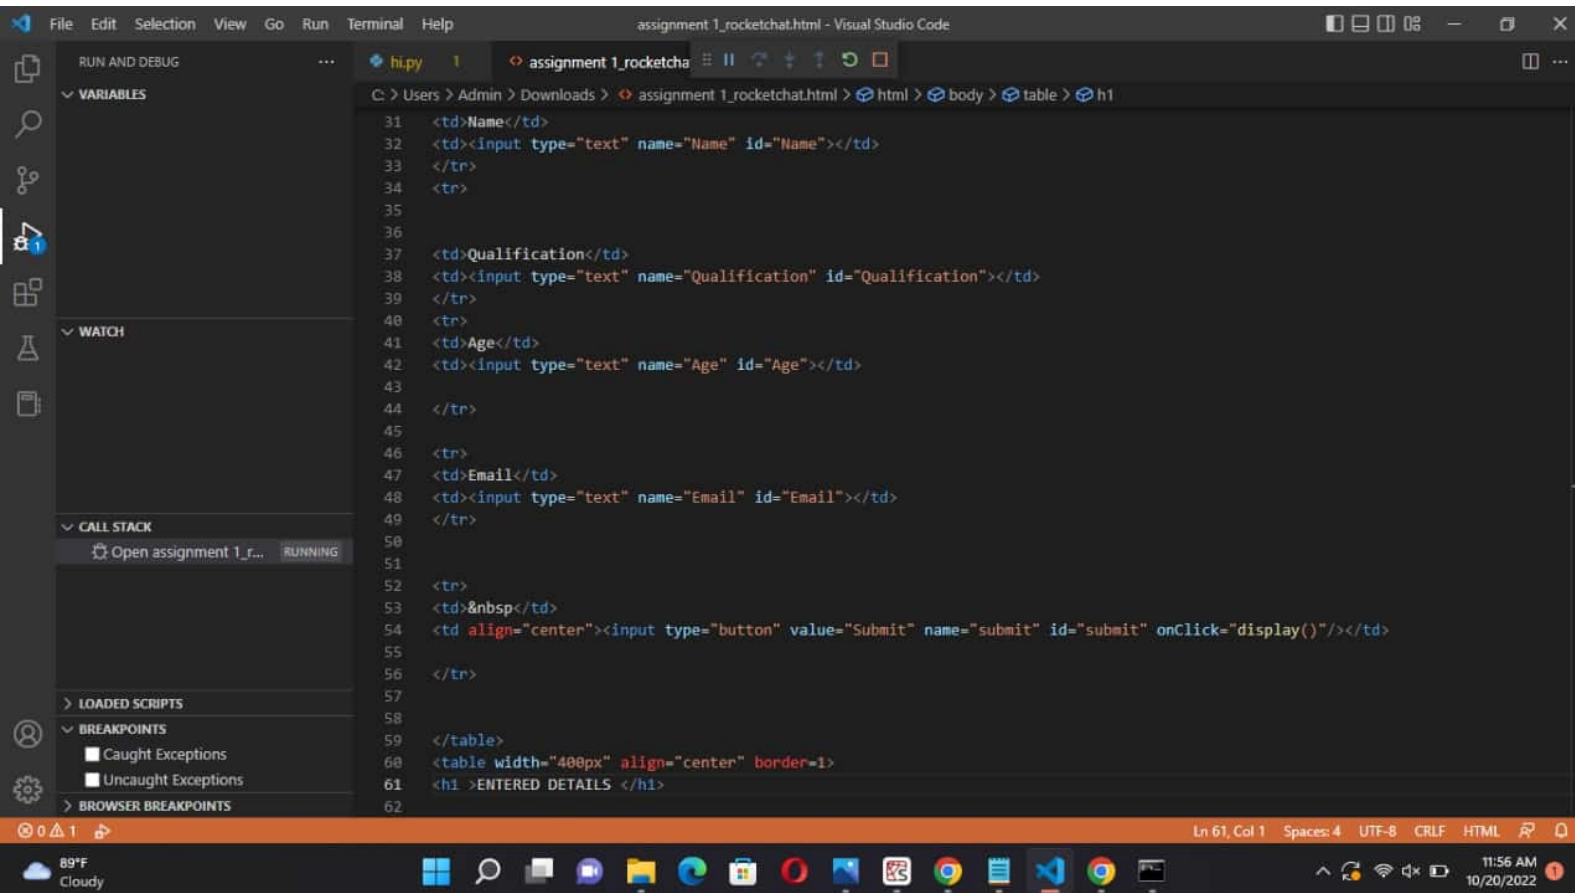 File Edit Selection View Go Run Terminal Help assignment 1_rocketchat.html - Visual Studio Code
RUN AND DEBUG ···
hi.py 1 <> assignment 1_rocketcha
C: > Users > Admin > Downloads > <> assignment 1_rocketchat.html > html > body > table > h1
VARIABLES
WATCH
CALL STACK
Open assignment 1_r... RUNNING
LOADED SCRIPTS
BREAKPOINTS
Caught Exceptions
Uncaught Exceptions
BROWSER BREAKPOINTS
31 <td>Name</td>
32 <td><input type="text" name="Name" id="Name"></td>
33 </tr>
34 <tr>
35
36
37 <td>Qualification</td>
38 <td><input type="text" name="Qualification" id="Qualification"></td>
39 </tr>
40 <tr>
41 <td>Age</td>
42 <td><input type="text" name="Age" id="Age"></td>
43
44 </tr>
45
46 <tr>
47 <td>Email</td>
48 <td><input type="text" name="Email" id="Email"></td>
49 </tr>
50
51
52 <tr>
53 <td>&nbsp</td>
54 <td align="center"><input type="button" value="Submit" name="submit" id="submit" onClick="display()"/></td>
55
56 </tr>
57
58
59 </table>
60 <table width="400px" align="center" border=1>
61 <h1 >ENTERED DETAILS </h1>
62
0 1 Ln 61, Col 1 Spaces: 4 UTF-8 CRLF HTML
89°F
Cloudy
11:56 AM
10/20/2022
1